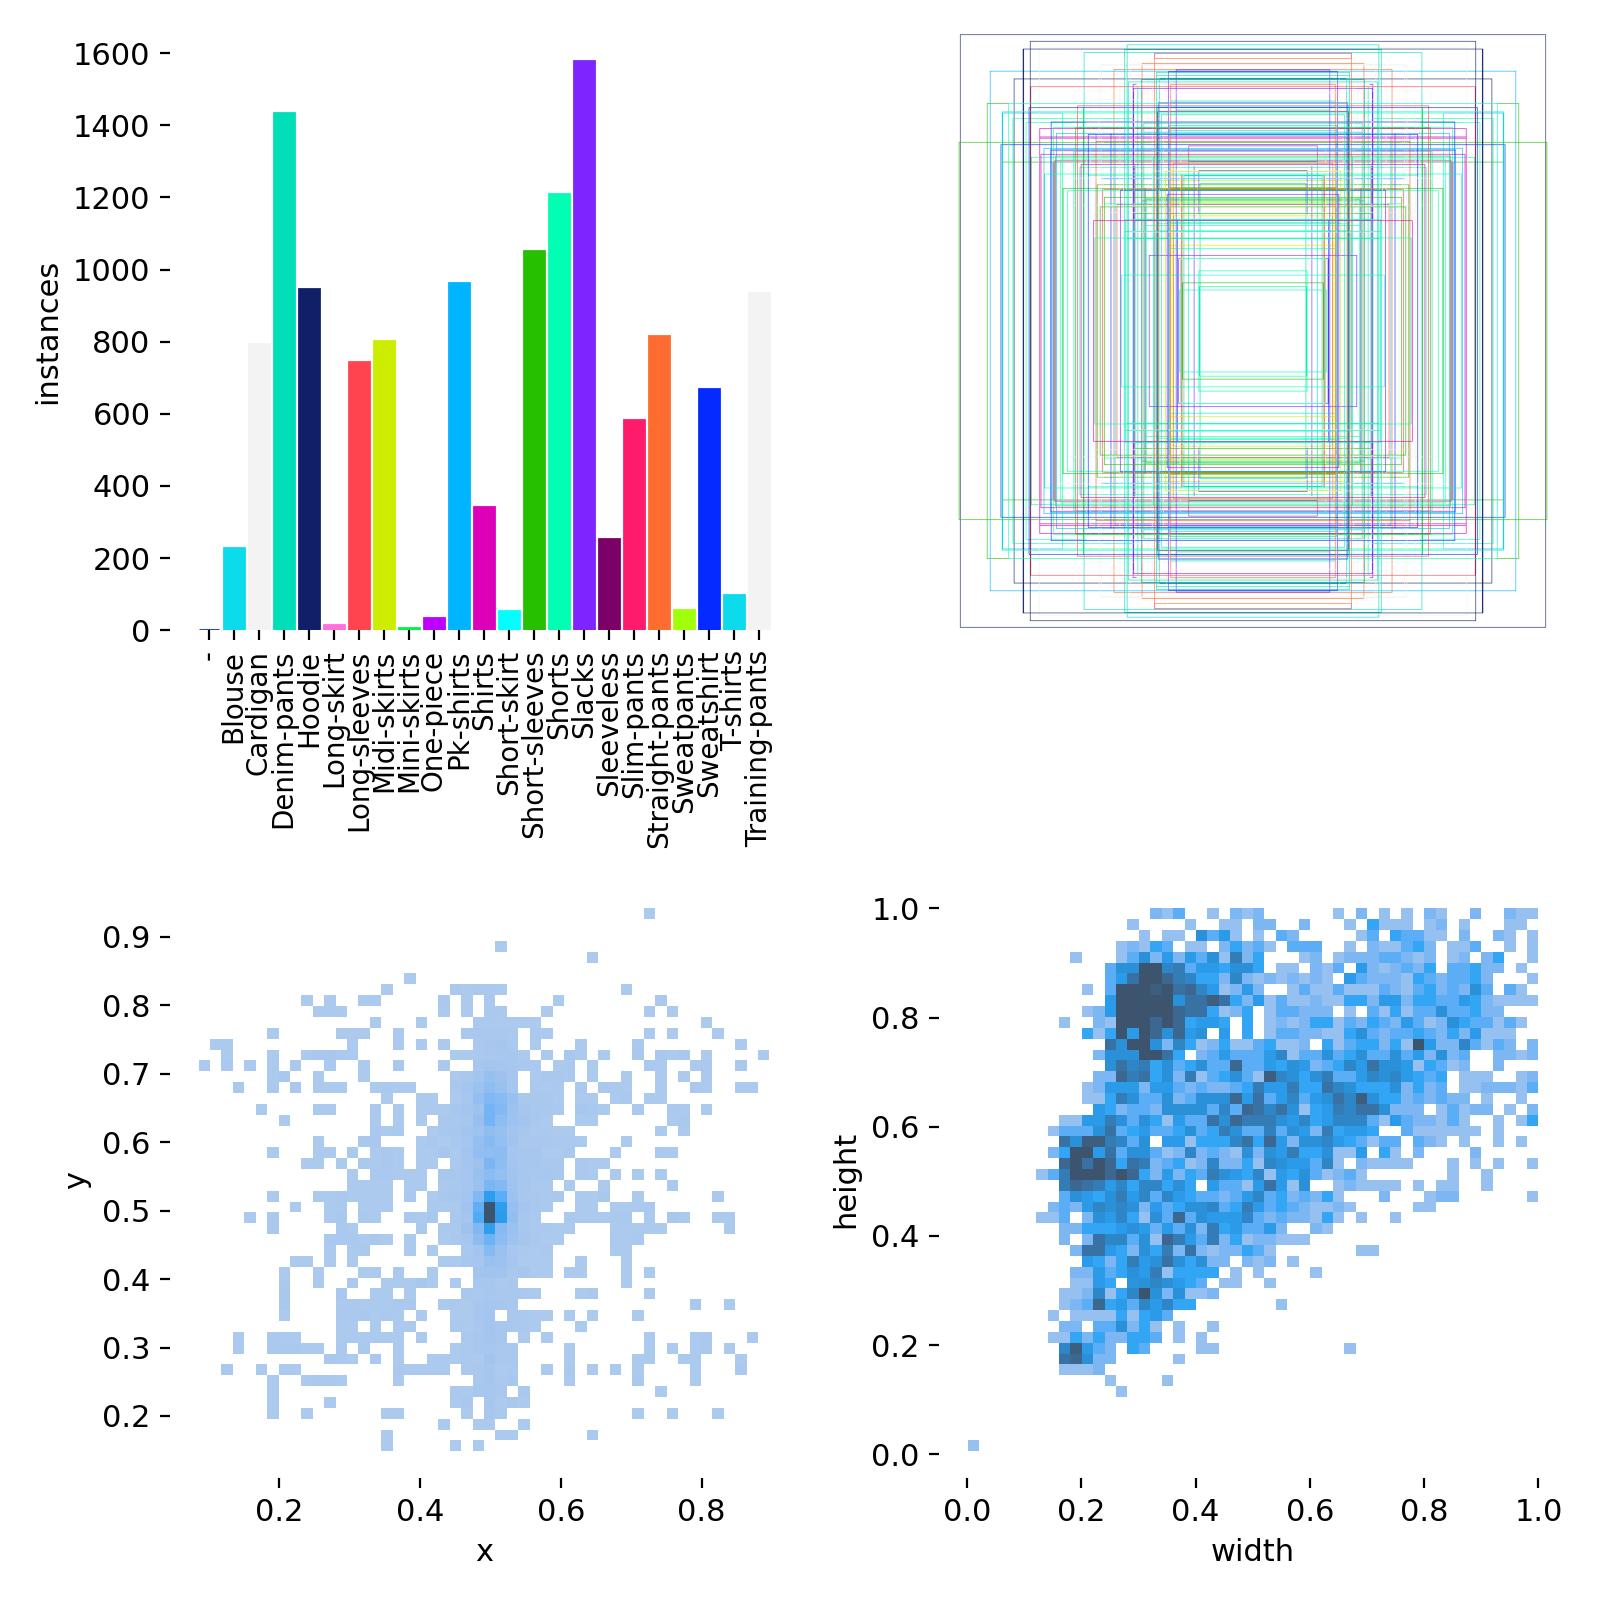 instances
1600
1400
1200
1000
800
600
400
200
0
-
Blouse
Cardigan
Denim-pants
Hoodie
Long-skirt
Long-sleeves
Midi-skirts
Mini-skirts
One-piece
Pk-shirts
Shirts
Short-skirt
Short-sleeves
Shorts
Slacks
Sleeveless
Slim-pants
Straight-pants
Sweatpants
Sweatshirt
T-shirts
Training-pants
y
0.9
0.8
0.7
0.6
0.5
0.4
0.3
0.2
0.2 0.4 0.6 0.8
x
height
1.0
0.8
0.6
0.4
0.2
0.0
0.0 0.2 0.4 0.6 0.8 1.0
width